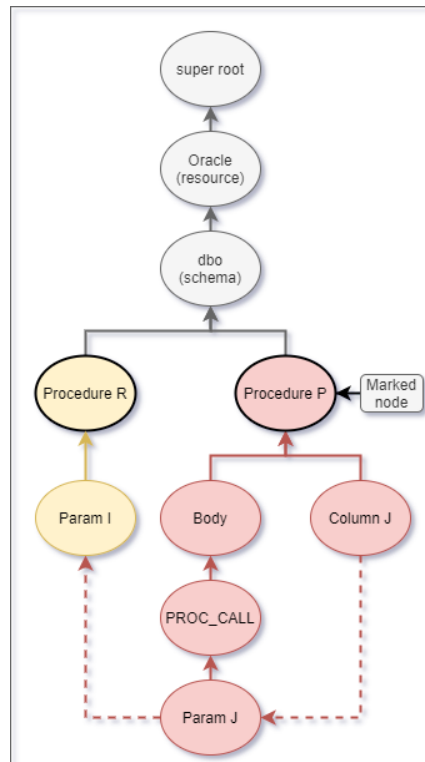 super root
Oracle
(resource)
dbo
(schema)
Procedure R
Procedure P
Marked
node
Param I
Body
Column J
PROC_CALL
Param J